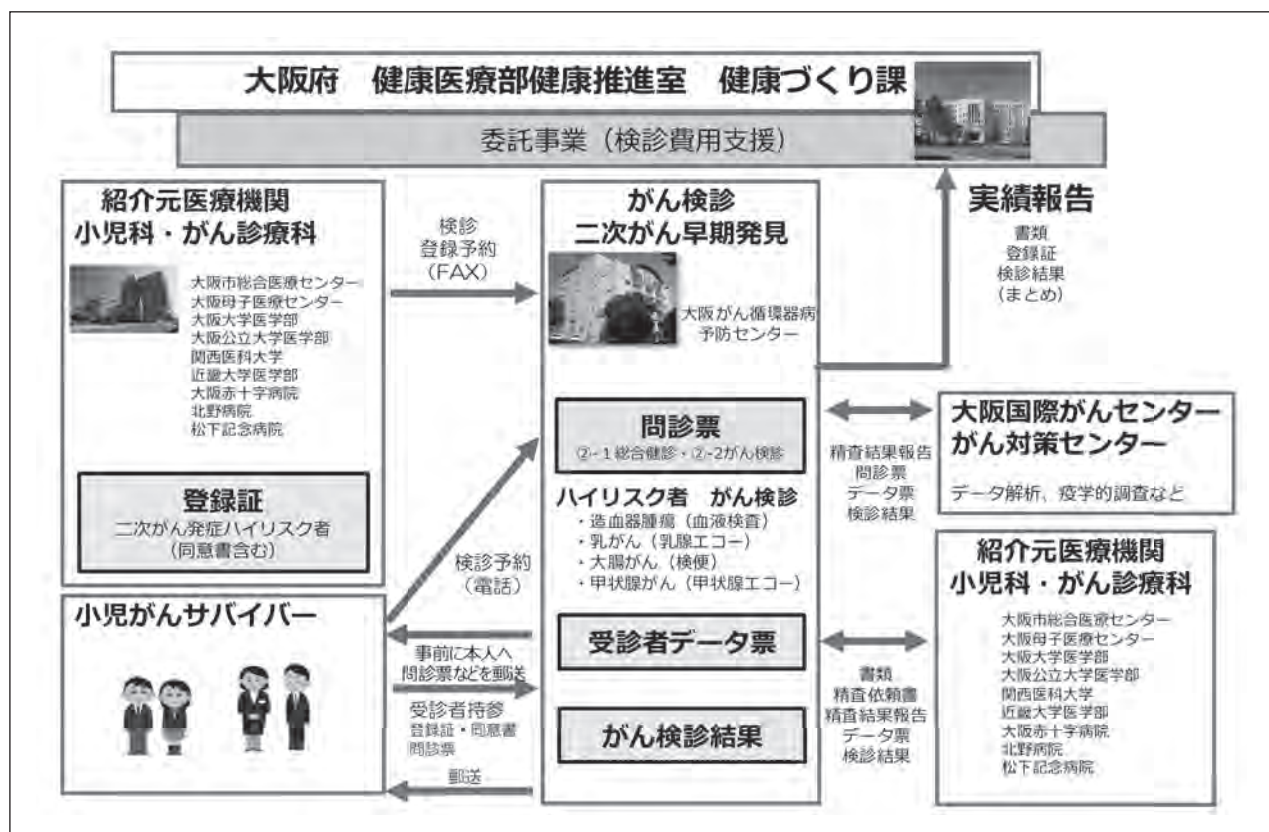 大阪府　健康医療部健康推進室　健康づくり課
委託事業（検診費用支援）
紹介元医療機関
小児科・がん診療科
大阪市総合医療センター
大阪母子医療センター
大阪大学医学部
大阪公立大学医学部
関西医科大学
近畿大学医学部
大阪赤十字病院
北野病院
松下記念病院
登録証
二次がん発症ハイリスク者
（同意書含む）
検診
登録予約
（FAX）
がん検診
二次がん早期発見
大阪がん循環器病
予防センター
問診票
②-1総合健診・②-2がん検診
ハイリスク者　がん検診
・造血器腫瘍（血液検査）
・乳がん（乳腺エコー）
・大腸がん（検便）
・甲状腺がん（甲状腺エコー）
受診者データ票
がん検診結果
実績報告
書類
登録証
検診結果
（まとめ）
大阪国際がんセンター
がん対策センター
データ解析、疫学的調査など
精査結果報告
問診票
データ票
検診結果
紹介元医療機関
小児科・がん診療科
大阪市総合医療センター
大阪母子医療センター
大阪大学医学部
大阪公立大学医学部
関西医科大学
近畿大学医学部
大阪赤十字病院
北野病院
松下記念病院
書類
精査依頼書
精査結果報告
データ票
検診結果
小児がんサバイバー
検診予約
（電話）
事前に本人へ
問診票などを郵送
受診者持参
登録証・同意書
問診票
郵送